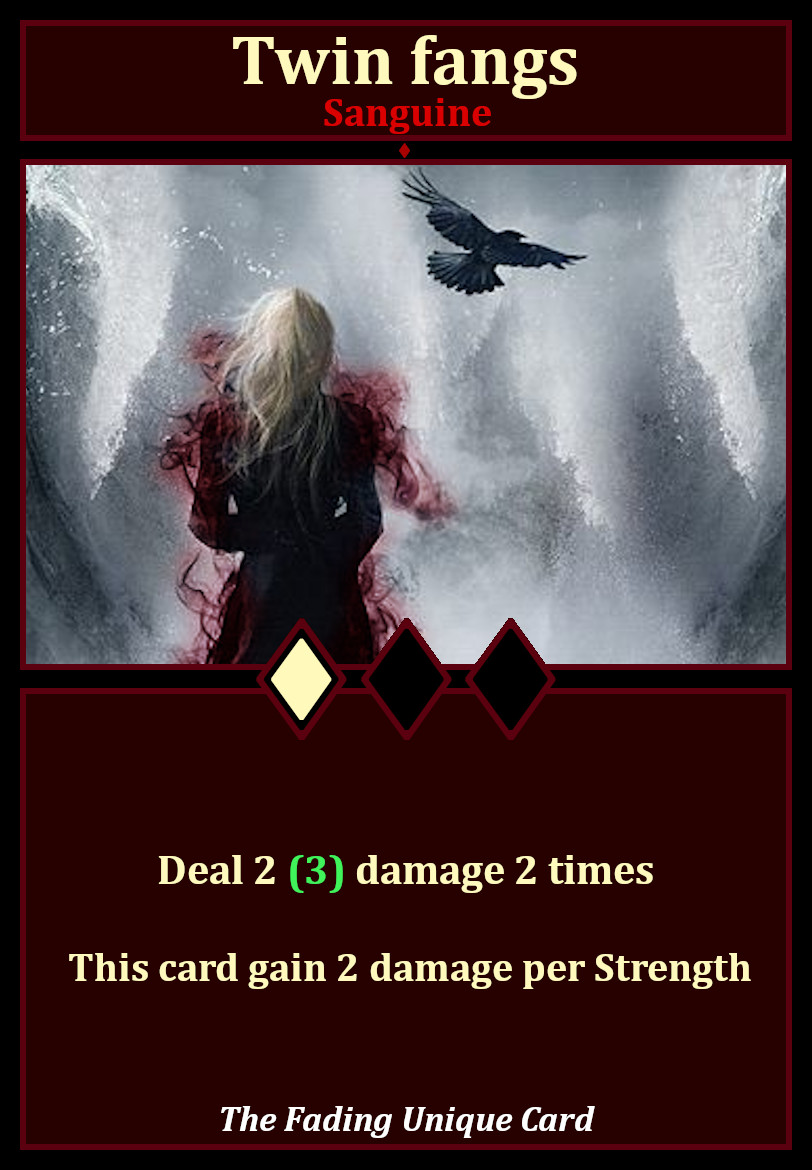 Twin fangs
Sanguine
Deal 2 (3) damage 2 times
This card gain 2 damage per Strength
The Fading Unique Card